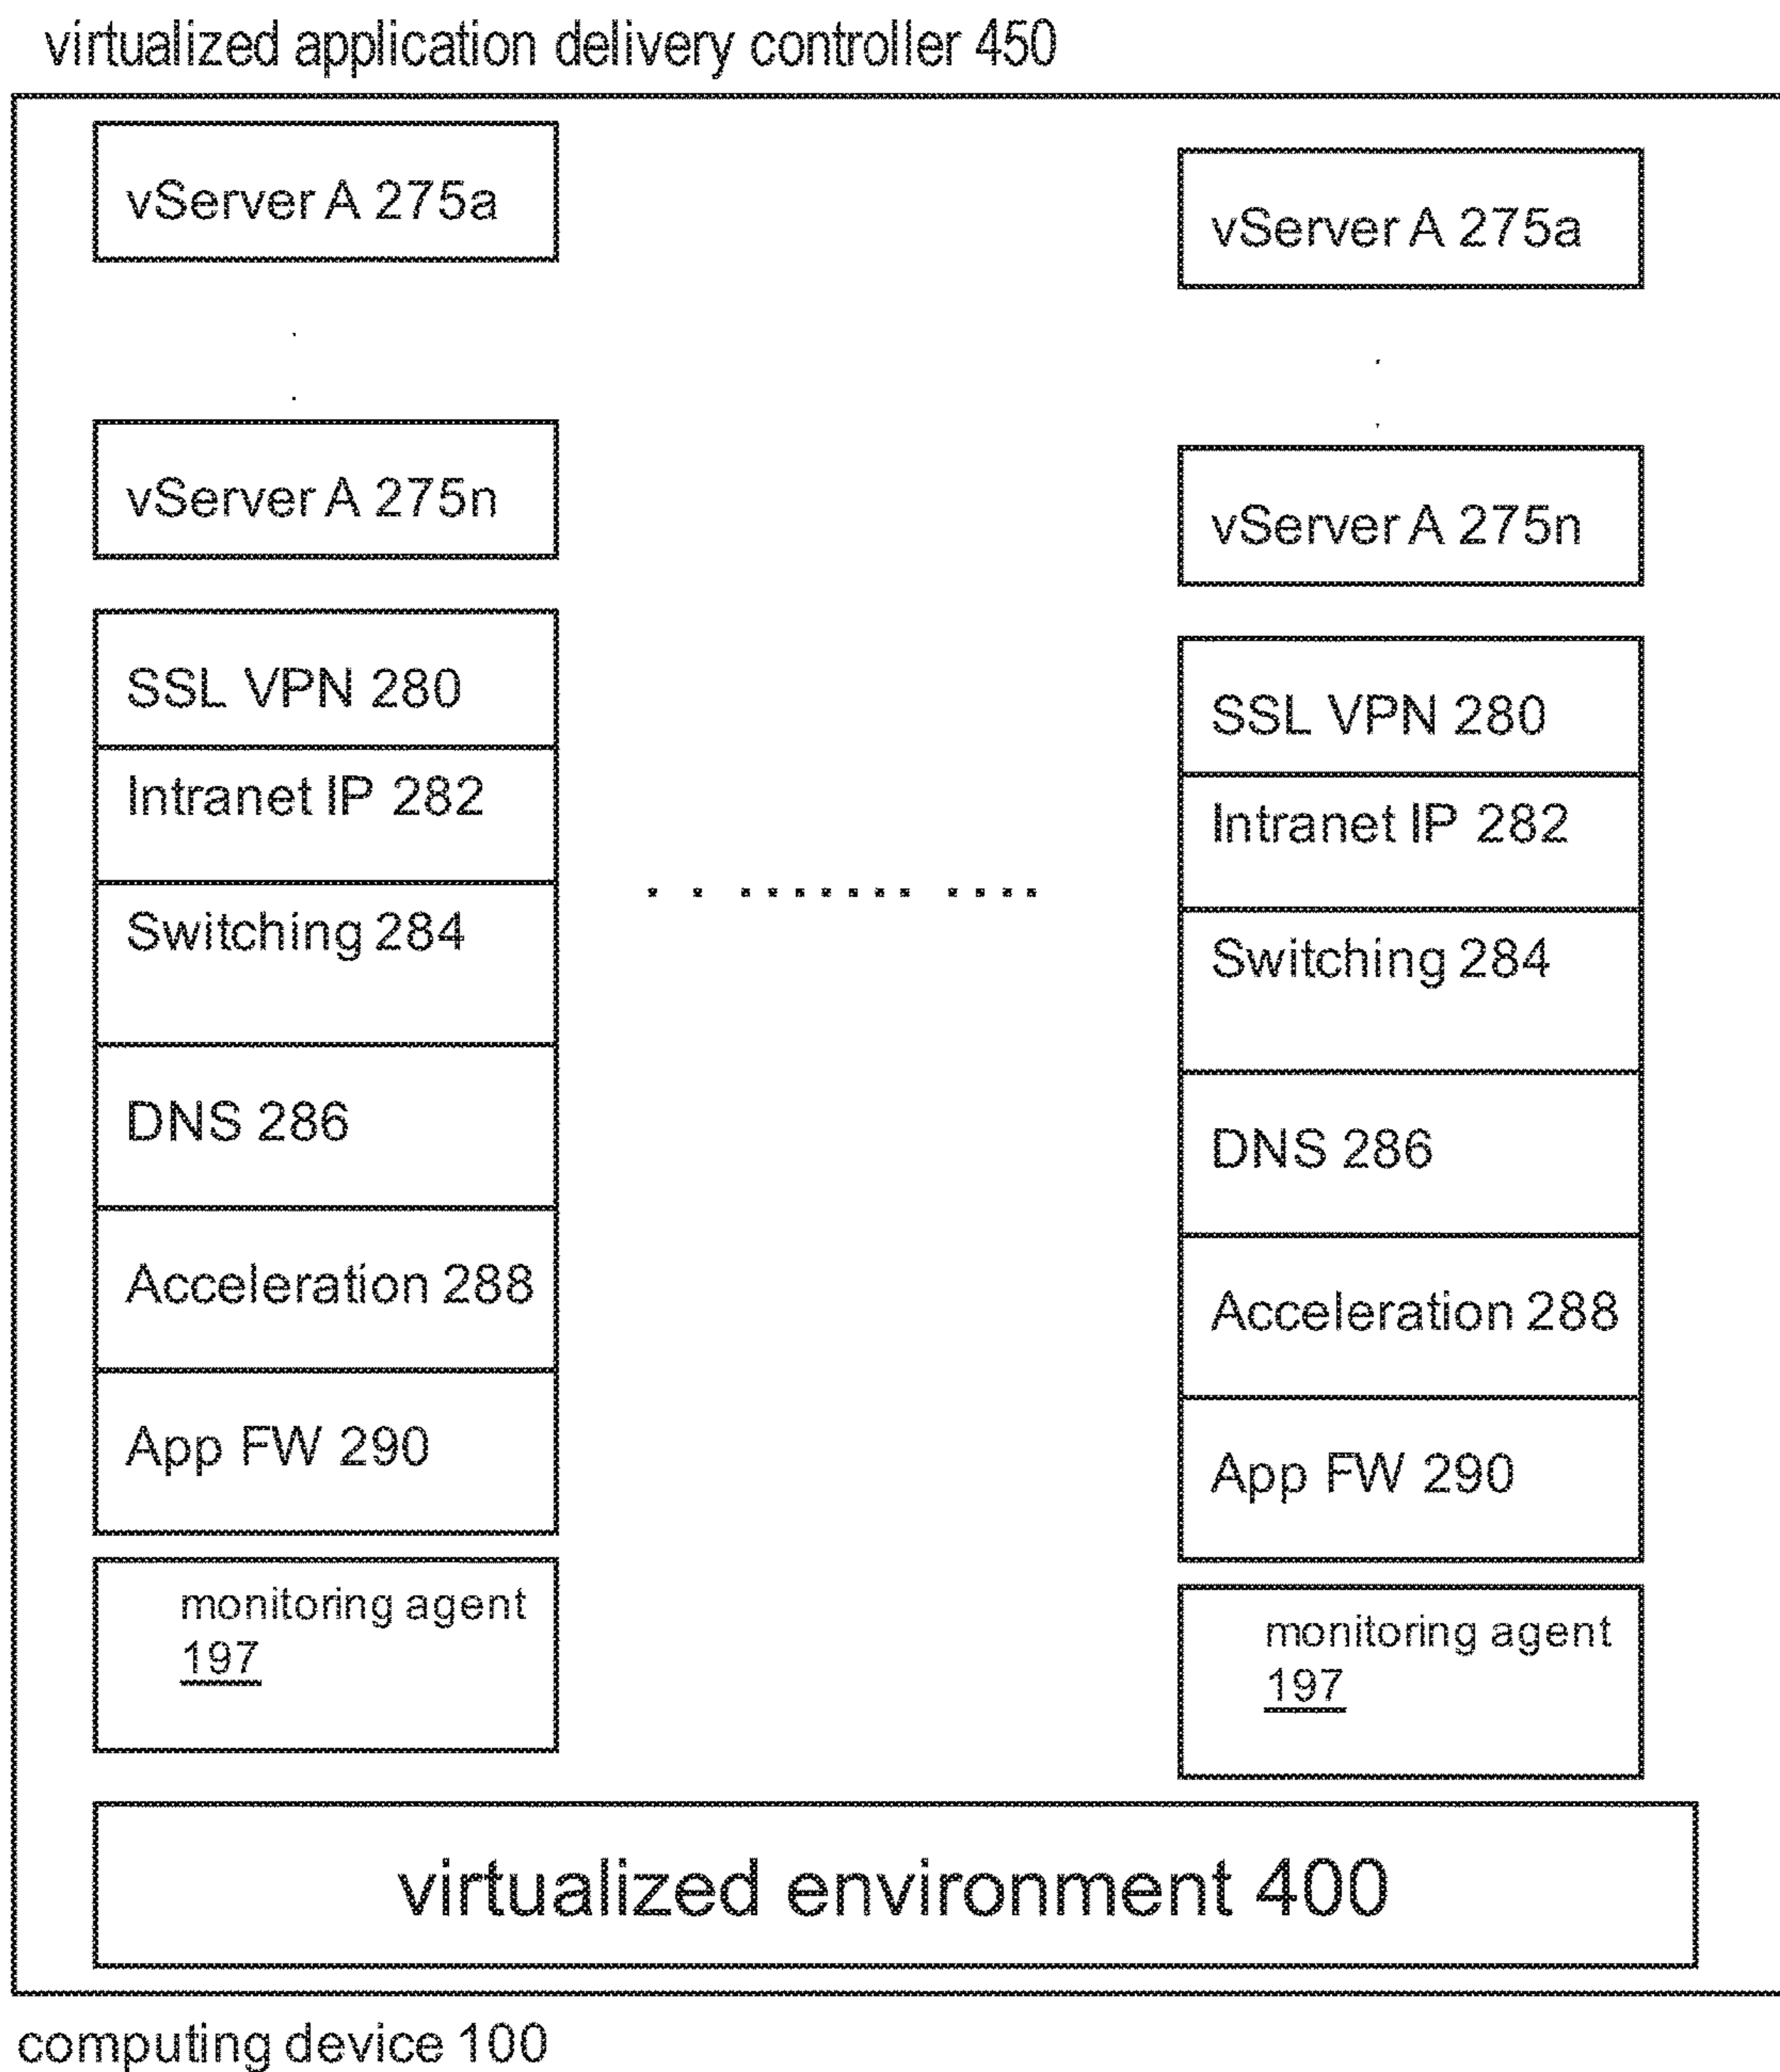 virtualized application delivery controller 450
vServer A 275a
vServer A 275n
SSL VPN 280
Intranet IP 282
Switching 284
DNS 286
Acceleration 288
App FW 290
monitoring agent
197
vServer A 275a
vServer A 275n
SSL VPN 280
Intranet IP 282
Switching 284
DNS 286
Acceleration 288
App FW 290
monitoring agent
197
virtualized environment 400
computing device 100